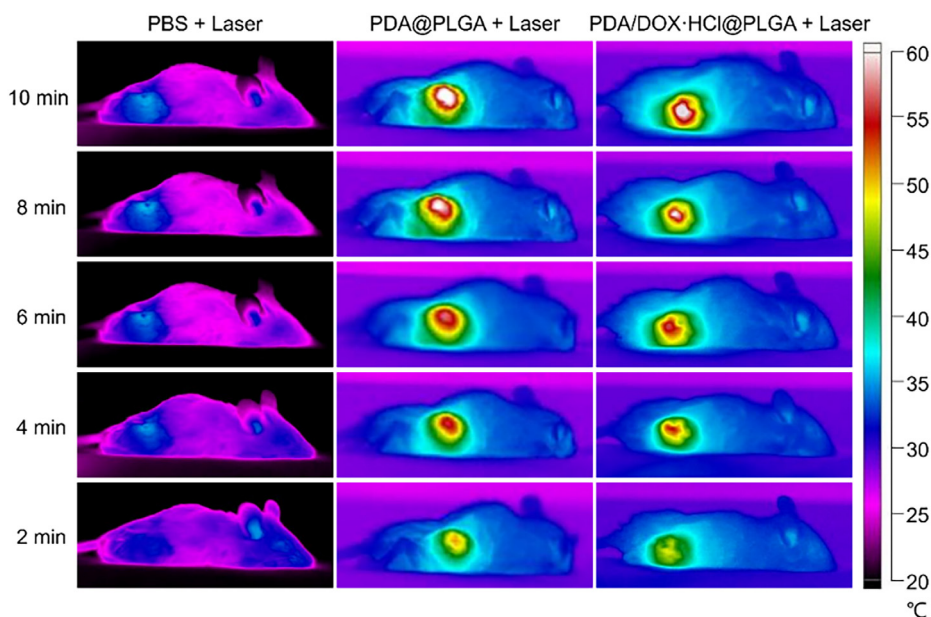 PBS + Laser
PDA@PLGA + Laser
PDA/DOX·HCl@PLGA + Laser
10 min
8 min
6 min
4 min
2 min
60
55
50
45
40
35
30
25
20
℃